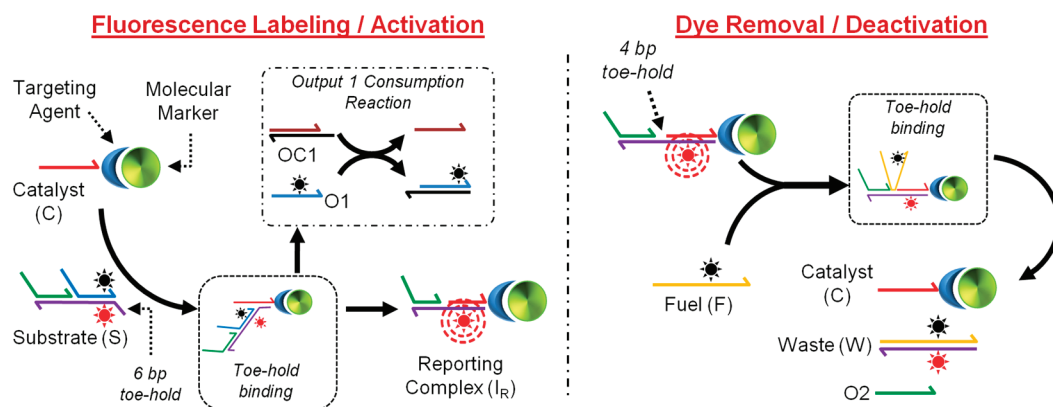 Fluorescence Labeling / Activation
Targeting
Agent
Molecular
Marker
Catalyst
(C)
Output 1 Consumption
Reaction
OC1
O1
Substrate (S)
6 bp
toe-hold
Toe-hold
binding
Reporting
Complex (IR)
Dye Removal / Deactivation
4 bp
toe-hold
Toe-hold
binding
Fuel (F)
Catalyst
(C)
Waste (W)
O2